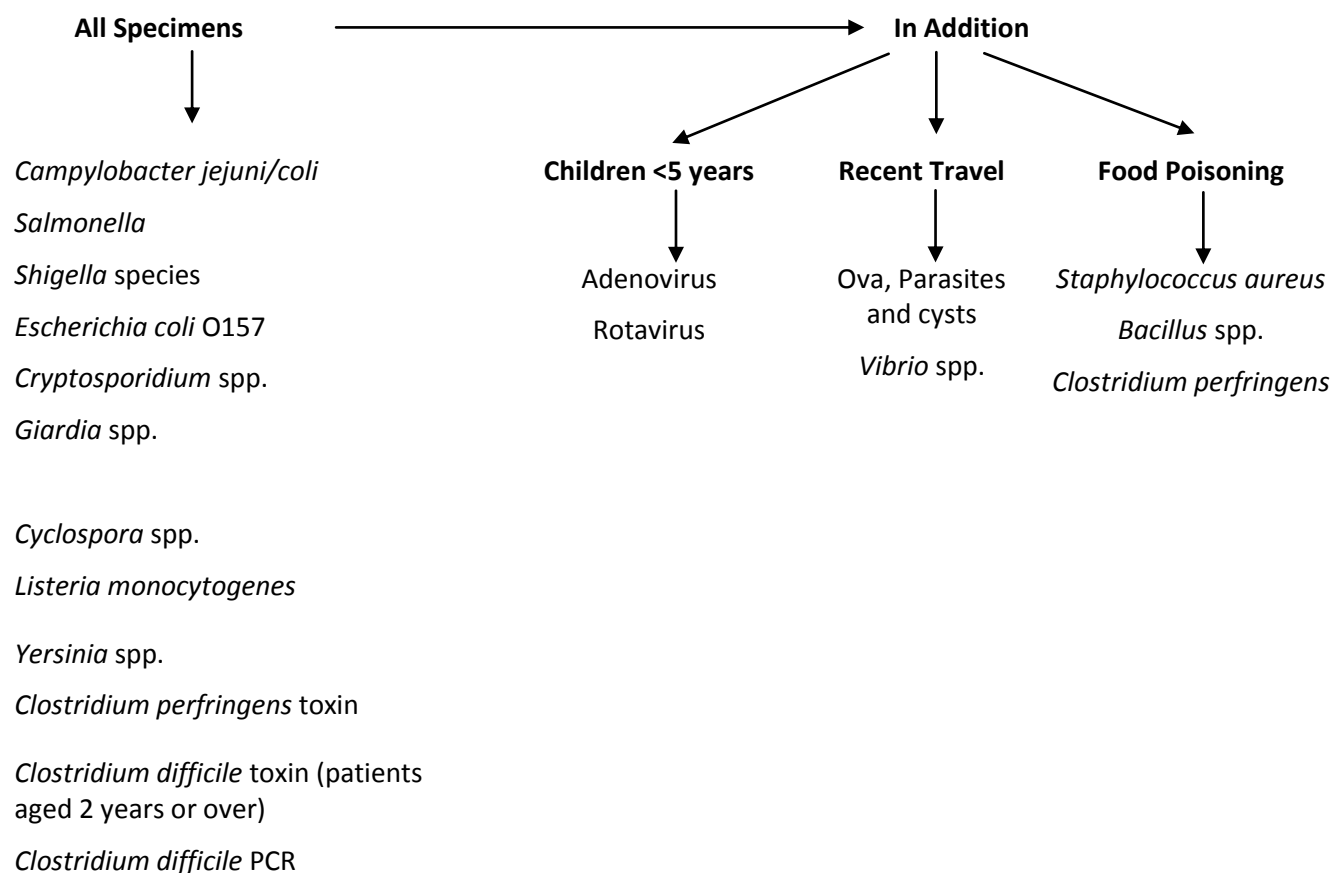 All Specimens
In Addition
Campylobacter jejuni/coli
Salmonella
Shigella species
Escherichia coli O157
Cryptosporidium spp.
Giardia spp.
Cyclospora spp.
Listeria monocytogenes
Yersinia spp.
Clostridium perfringens toxin
Clostridium difficile toxin (patients
aged 2 years or over)
Clostridium difficile PCR
Children <5 years
Adenovirus
Rotavirus
Recent Travel
Ova, Parasites
and cysts
Vibrio spp.
Food Poisoning
Staphylococcus aureus
Bacillus spp.
Clostridium perfringens